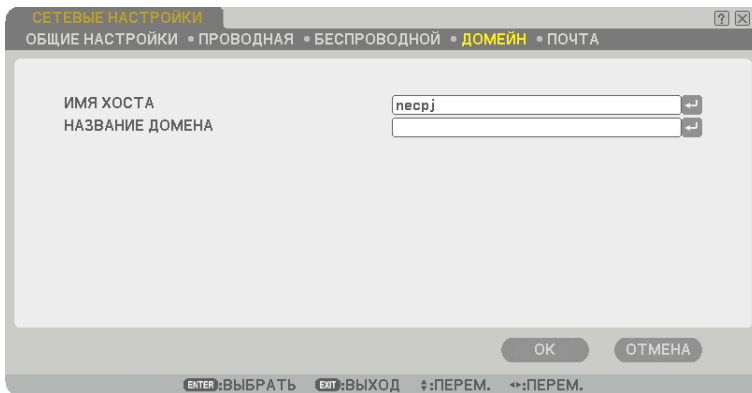 СЕТЕВЫЕ НАСТРОЙКИ
ОБЩИЕ НАСТРОЙКИ • ПРОВОДНАЯ • БЕСПРОВОДНОЙ • ДОМЕЙН • ПОЧТА
ИМЯ ХОСТА necpj
НАЗВАНИЕ ДОМЕНА
OK ОТМЕНА
ENTER:ВЫБРАТЬ EXIT:ВЫХОД :ПЕРЕМ. :ПЕРЕМ.